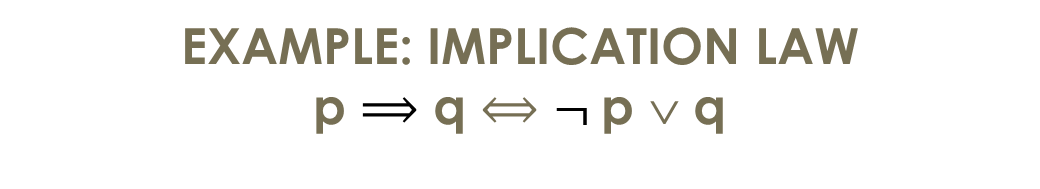 EXAMPLE: IMPLICATION LAW
p ⟹ q ⟺ ¬ p ∨ q